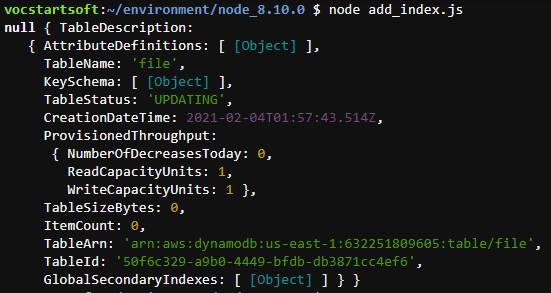 vocstartsoft:~/environment/node_8.10.0 $ node add_index.js
null { TableDescription:
{ AttributeDefinitions: [ [Object] ],
TableName: 'file',
KeySchema: [ [Object] ],
TableStatus: 'UPDATING',
CreationDateTime: 2021-02-04T01:57:43.514Z,
ProvisionedThroughput:
{ NumberOfDecreasesToday: 0,
ReadCapacityUnits: 1,
WriteCapacityUnits: 1 },
TableSizeBytes: 0,
ItemCount: 0,
TableArn: 'arn:aws:dynamodb:us-east-1:632251809605:table/file',
TableId: '50f6c329-a9b0-4449-bfdb-db3871cc4ef6',
GlobalSecondaryIndexes: [ [Object] ] } }